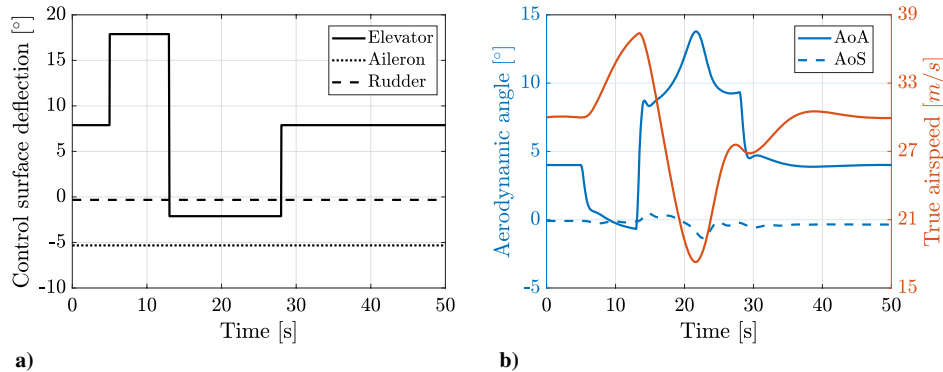 20
15
10
5
0
-5
-10
0
10
20
30
40
50
Control surface deflection [°]
Time [s]
Elevator
Aileron
Rudder
a)
15
10
5
0
-5
0
10
20
30
40
50
39
33
27
21
15
Aerodynamic angle [°]
Time [s]
True airspeed [m/s]
AoA
AoS
b)